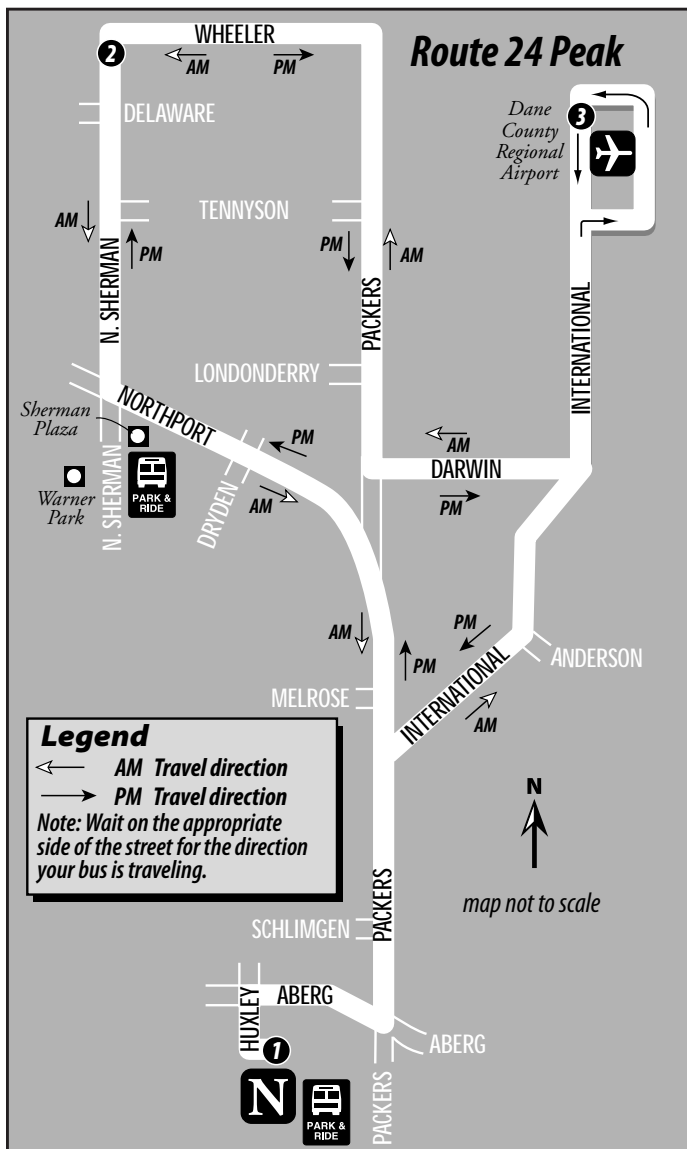 Route 24 Peak
WHEELER
2
AM
PM
DELAWARE
Dane
County
Regional
Airport
3
TENNYSON
AM
PM
PM
AM
N. SHERMAN
PACKERS
INTERNATIONAL
LONDONDERRY
NORTHPORT
Sherman
Plaza
PM
AM
DARWIN
PM
Warner
Park
PARK &
RIDE
N. SHERMAN
DRYDEN
AM
AM
PM
PM
ANDERSON
INTERNATIONAL
AM
MELROSE
Legend
AM Travel direction
PM Travel direction
Note: Wait on the appropriate
side of the street for the direction
your bus is traveling.
N
map not to scale
PACKERS
SCHLIMGEN
HUXLEY
ABERG
1
ABERG
N
PARK &
RIDE
PACKERS